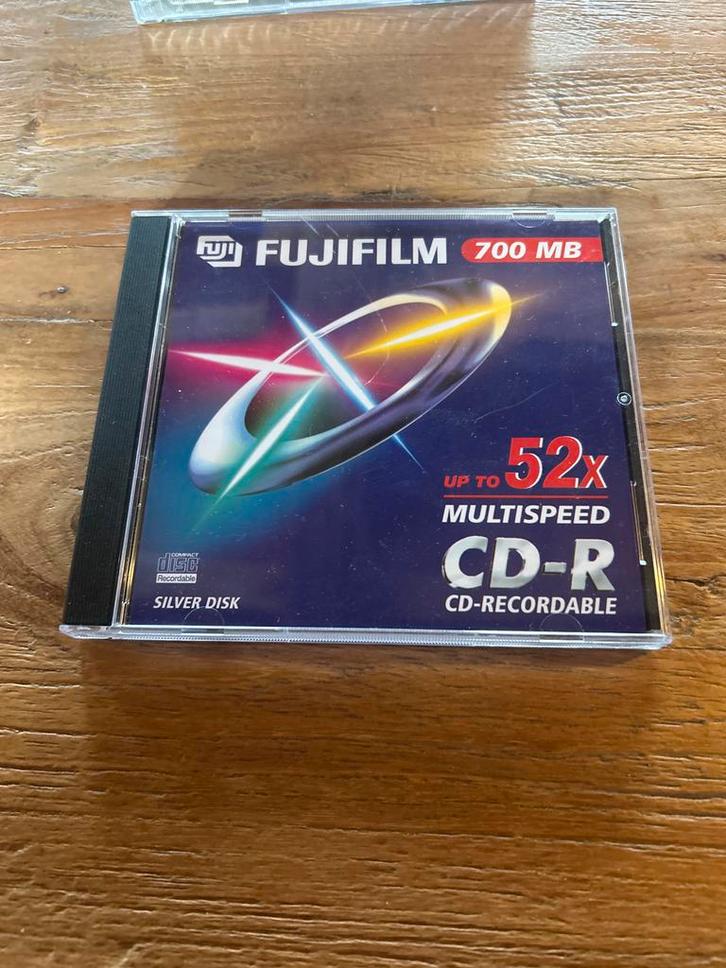 FUJI FUJIFILM 700 MB
UP TO 52X
MULTISPEED
CD-R
CD-RECORDABLE
COMPACT
disc
Recordable
SILVER DISK